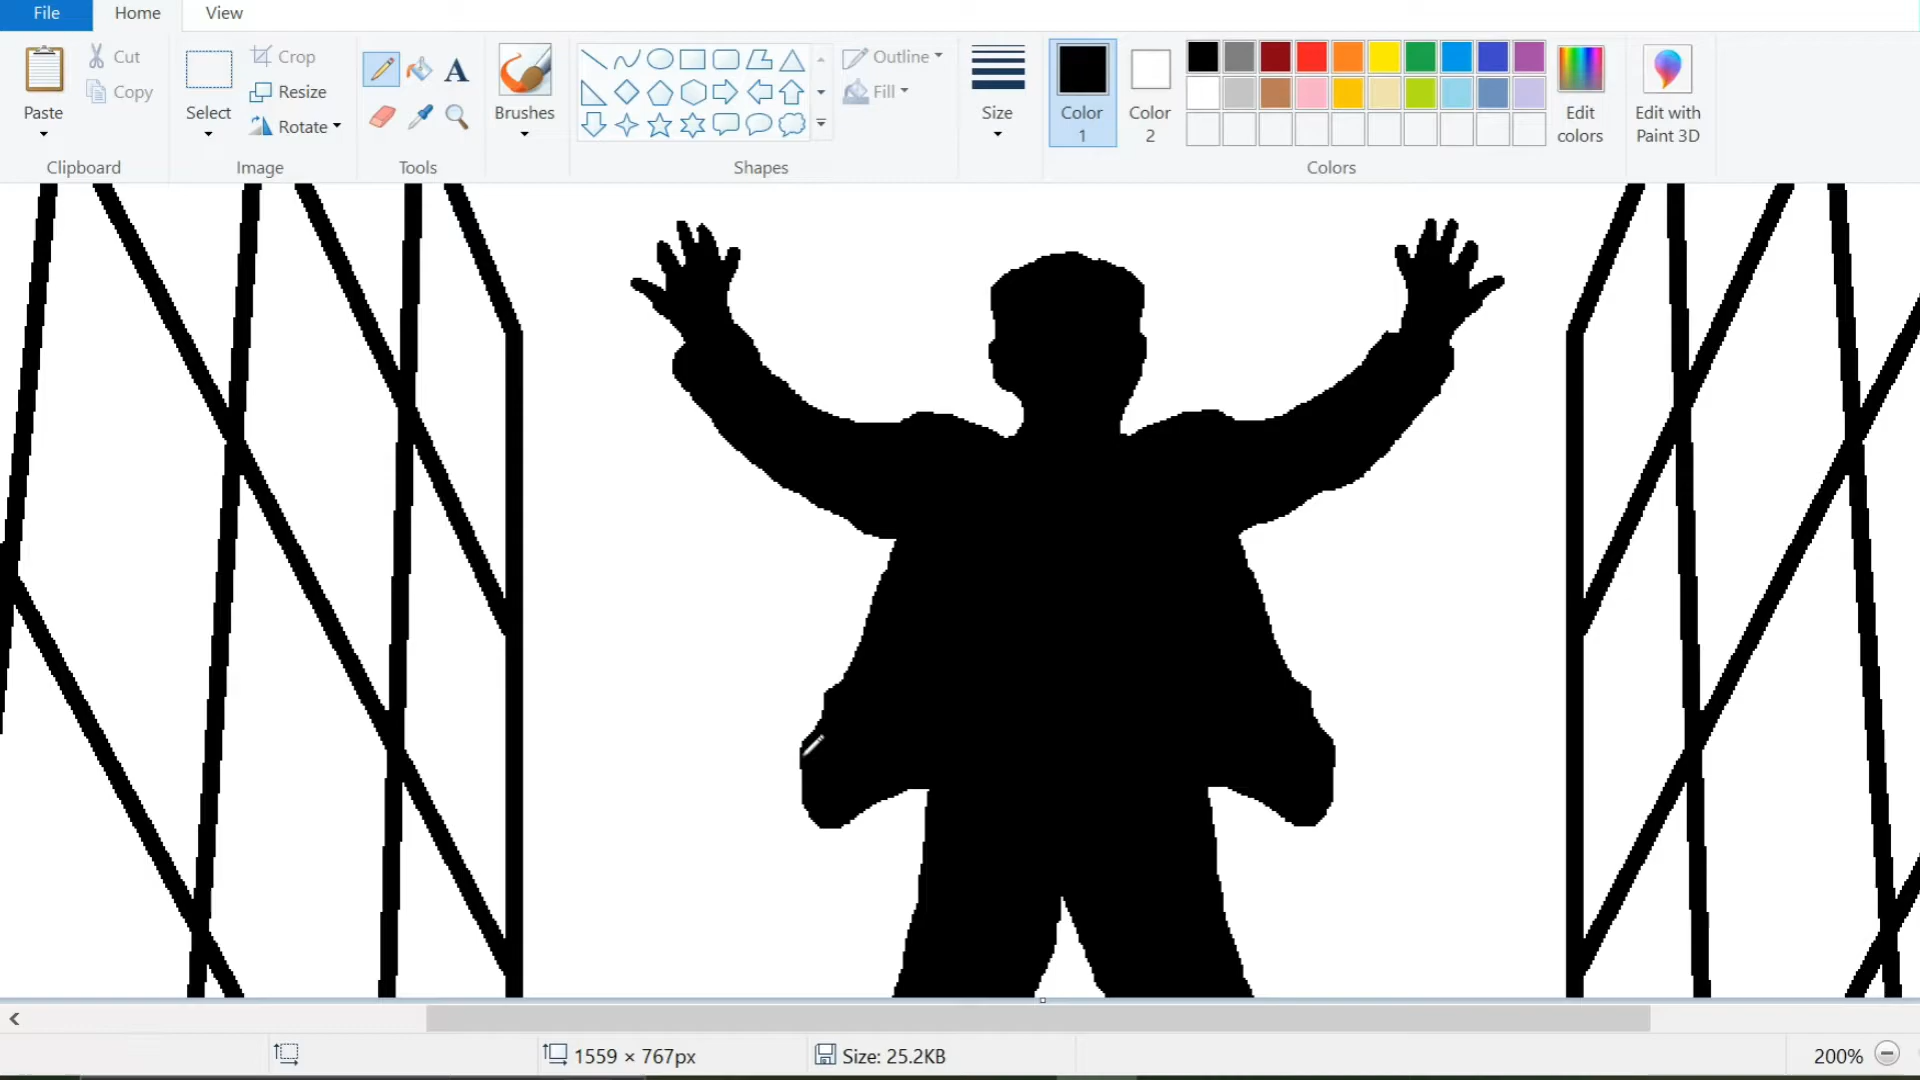 File Home View
Paste Cut Copy Select Crop Resize Rotate Brushes Outline Fill Size Color 1 Color 2 Edit colors Edit with Paint 3D
Clipboard Image Tools Shapes Colors
1559 × 767px Size: 25.2KB 200%